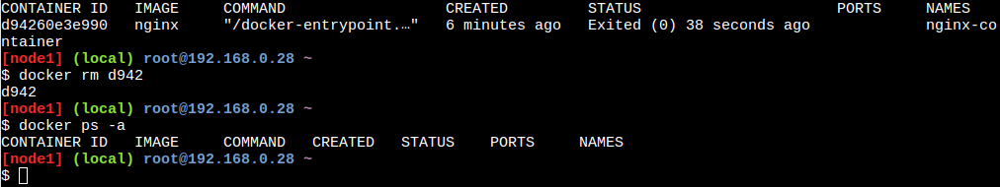 CONTAINER ID   IMAGE     COMMAND                  CREATED         STATUS                      PORTS     NAMES
d94260e3e990   nginx     "/docker-entrypoint.…"   6 minutes ago   Exited (0) 38 seconds ago             nginx-co
ntainer
[node1] (local) root@192.168.0.28 ~
$ docker rm d942
d942
[node1] (local) root@192.168.0.28 ~
$ docker ps -a
CONTAINER ID   IMAGE     COMMAND   CREATED   STATUS    PORTS     NAMES
[node1] (local) root@192.168.0.28 ~
$